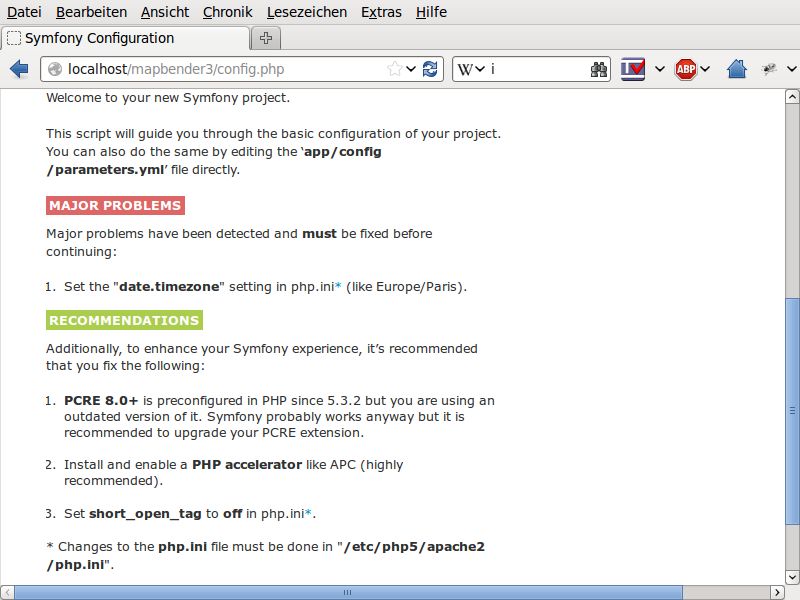 Datei Bearbeiten Ansicht Chronik Lesezeichen Extras Hilfe
Symfony Configuration
localhost/mapbender3/config.php W i ABP
Welcome to your new Symfony project.
This script will guide you through the basic configuration of your project.
You can also do the same by editing the ‘app/config
/parameters.yml’ file directly.
MAJOR PROBLEMS
Major problems have been detected and must be fixed before
continuing:
1. Set the "date.timezone" setting in php.ini* (like Europe/Paris).
RECOMMENDATIONS
Additionally, to enhance your Symfony experience, it’s recommended
that you fix the following:
1. PCRE 8.0+ is preconfigured in PHP since 5.3.2 but you are using an
outdated version of it. Symfony probably works anyway but it is
recommended to upgrade your PCRE extension.
2. Install and enable a PHP accelerator like APC (highly
recommended).
3. Set short_open_tag to off in php.ini*.
* Changes to the php.ini file must be done in "/etc/php5/apache2
/php.ini".